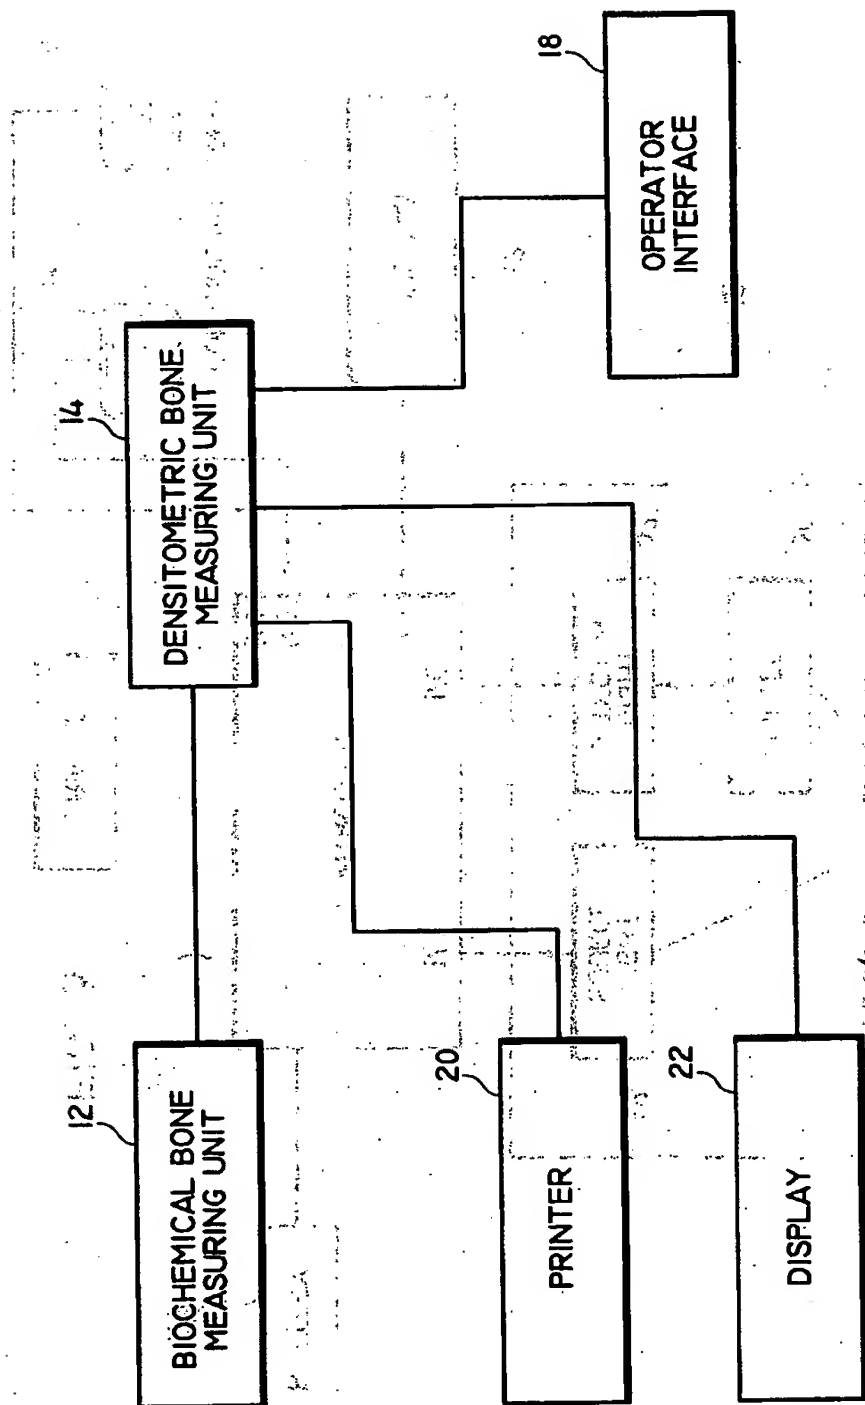 12
BIOCHEMICAL BONE
MEASURING UNIT
14
DENSITOMETRIC BONE
MEASURING UNIT
20
PRINTER
18
OPERATOR
INTERFACE
22
DISPLAY